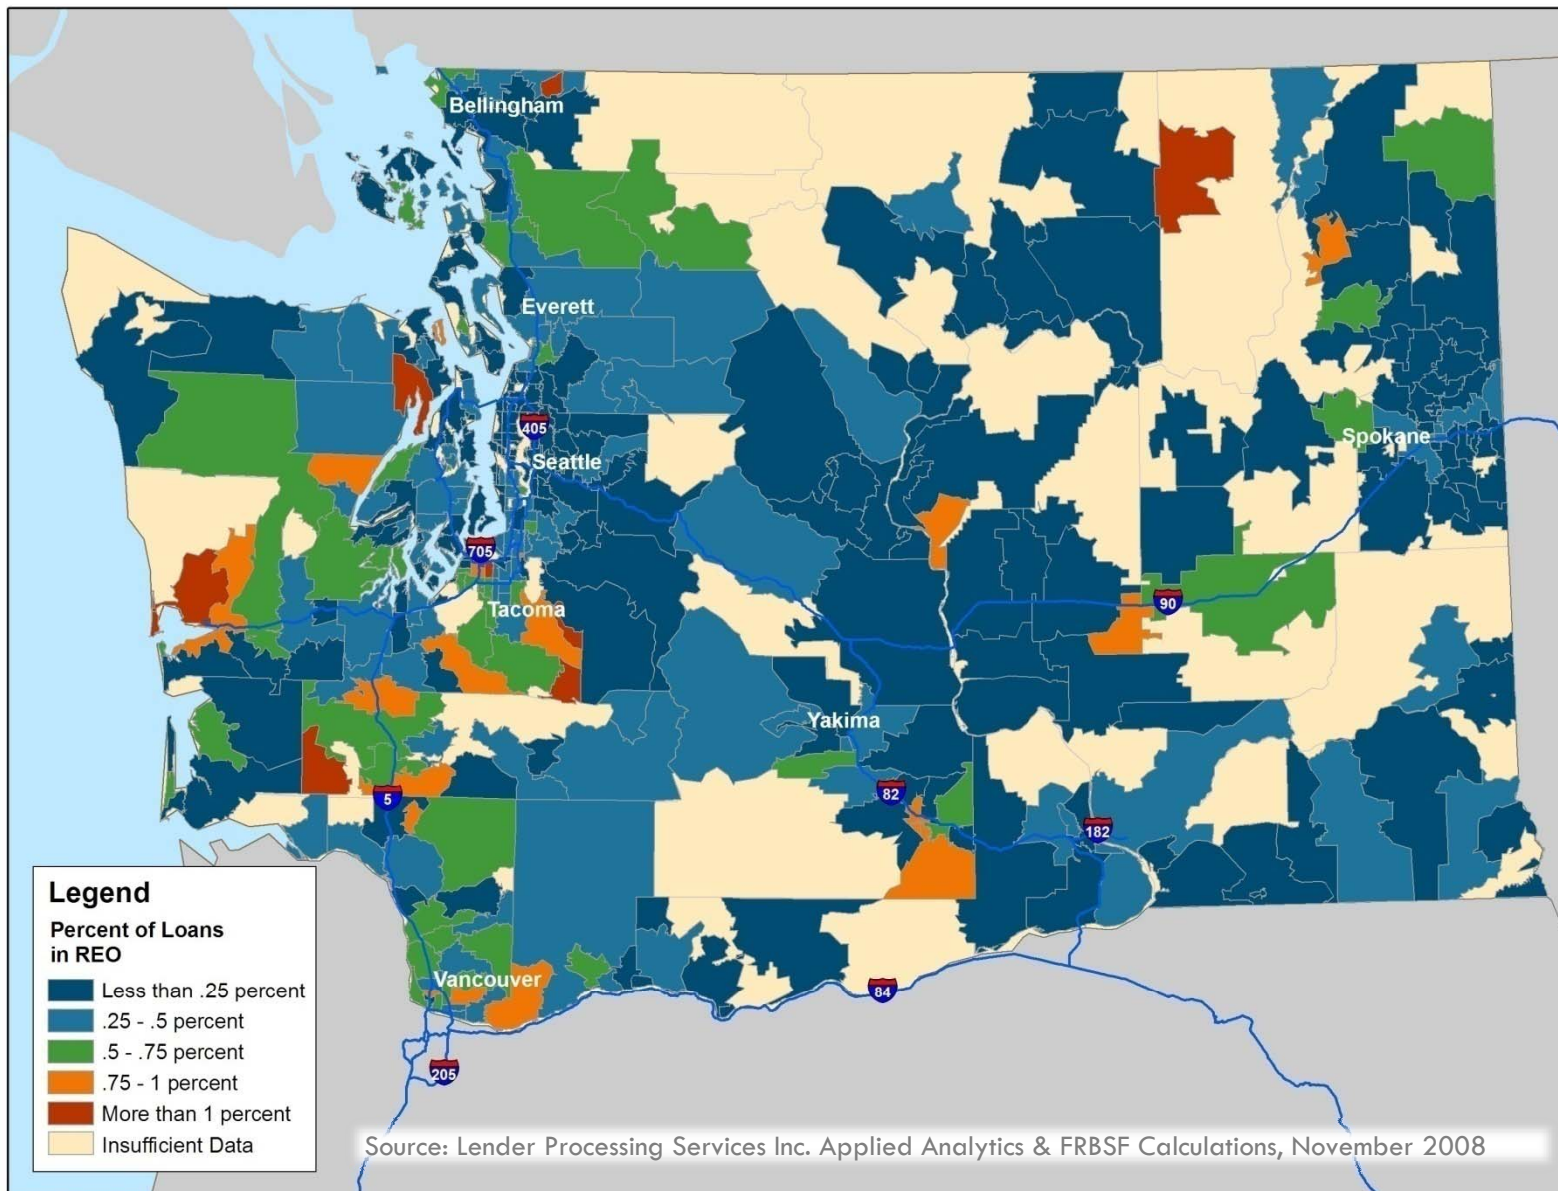 Bellingham
Everett
405
Seattle
Spokane
705
Tacoma
90
Yakima
5
82
182
Vancouver
84
205
Legend
Percent of Loans
in REO
Less than .25 percent
.25 - .5 percent
.5 - .75 percent
.75 - 1 percent
More than 1 percent
Insufficient Data
Source: Lender Processing Services Inc. Applied Analytics & FRBSF Calculations, November 2008